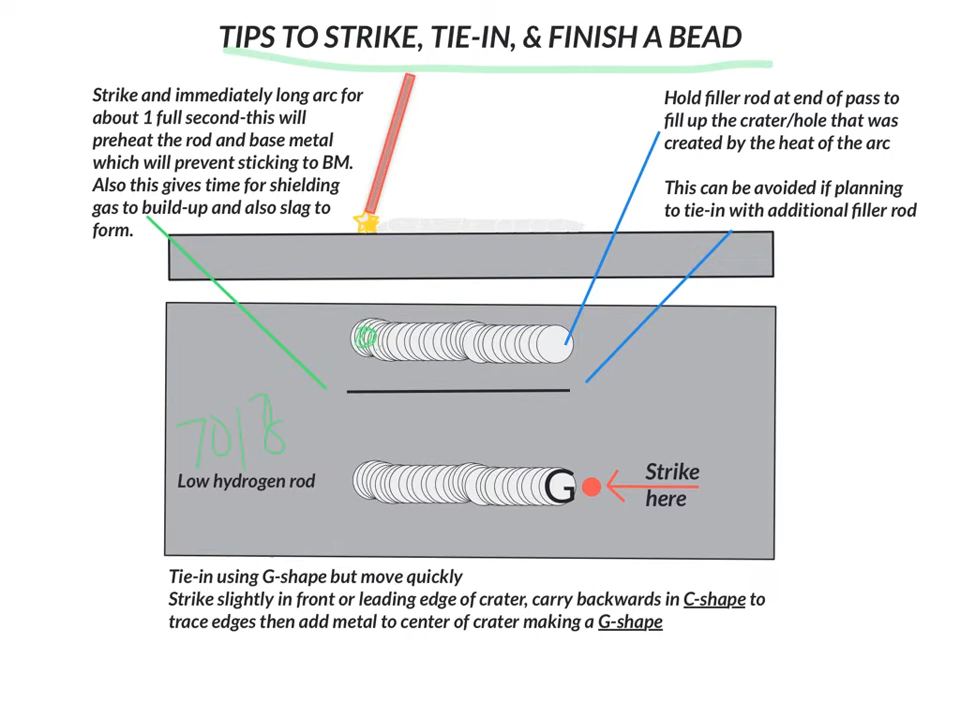 TIPS TO STRIKE, TIE-IN, & FINISH A BEAD
Strike and immediately long arc for
about 1 full second-this will
preheat the rod and base metal
which will prevent sticking to BM.
Also this gives time for shielding
gas to build-up and also slag to
form.
Hold filler rod at end of pass to
fill up the crater/hole that was
created by the heat of the arc
This can be avoided if planning
to tie-in with additional filler rod
7018
Low hydrogen rod
G
Strike
here
Tie-in using G-shape but move quickly
Strike slightly in front or leading edge of crater, carry backwards in C-shape to
trace edges then add metal to center of crater making a G-shape